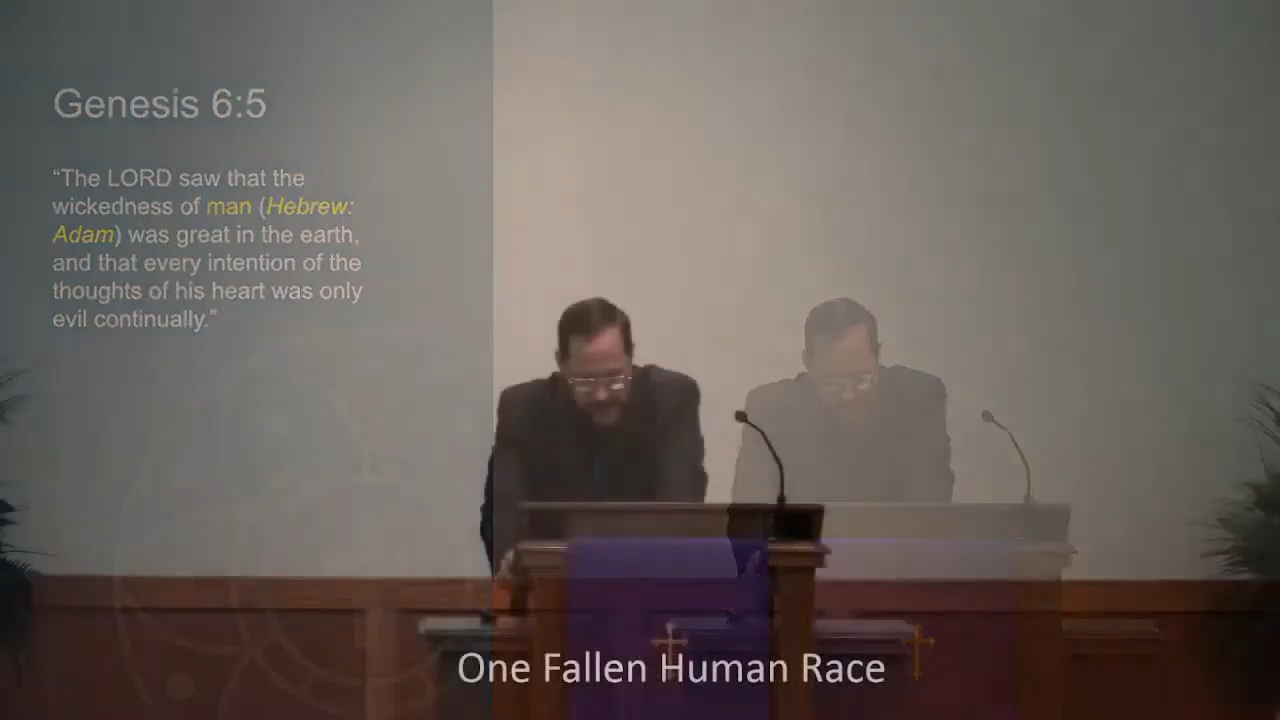 Genesis 6:5
“The LORD saw that the
wickedness of man (Hebrew:
Adam) was great in the earth,
and that every intention of the
thoughts of his heart was only
evil continually.”
One Fallen Human Race